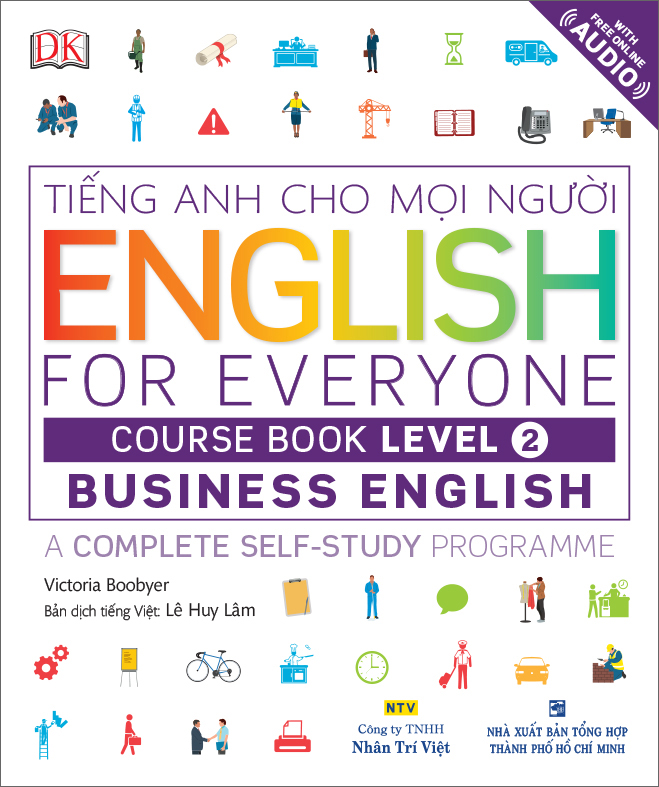 DK
WITH
FREE ONLINE
AUDIO
TIẾNG ANH CHO MỌI NGƯỜI
ENGLISH
FOR EVERYONE
COURSE BOOK LEVEL 2
BUSINESS ENGLISH
A COMPLETE SELF-STUDY PROGRAMME
Victoria Boobyer
Bản dịch tiếng Việt: Lê Huy Lâm
NTV
Công ty TNHH
Nhân Trí Việt
NHÀ XUẤT BẢN TỔNG HỢP
THÀNH PHỐ HỒ CHÍ MINH